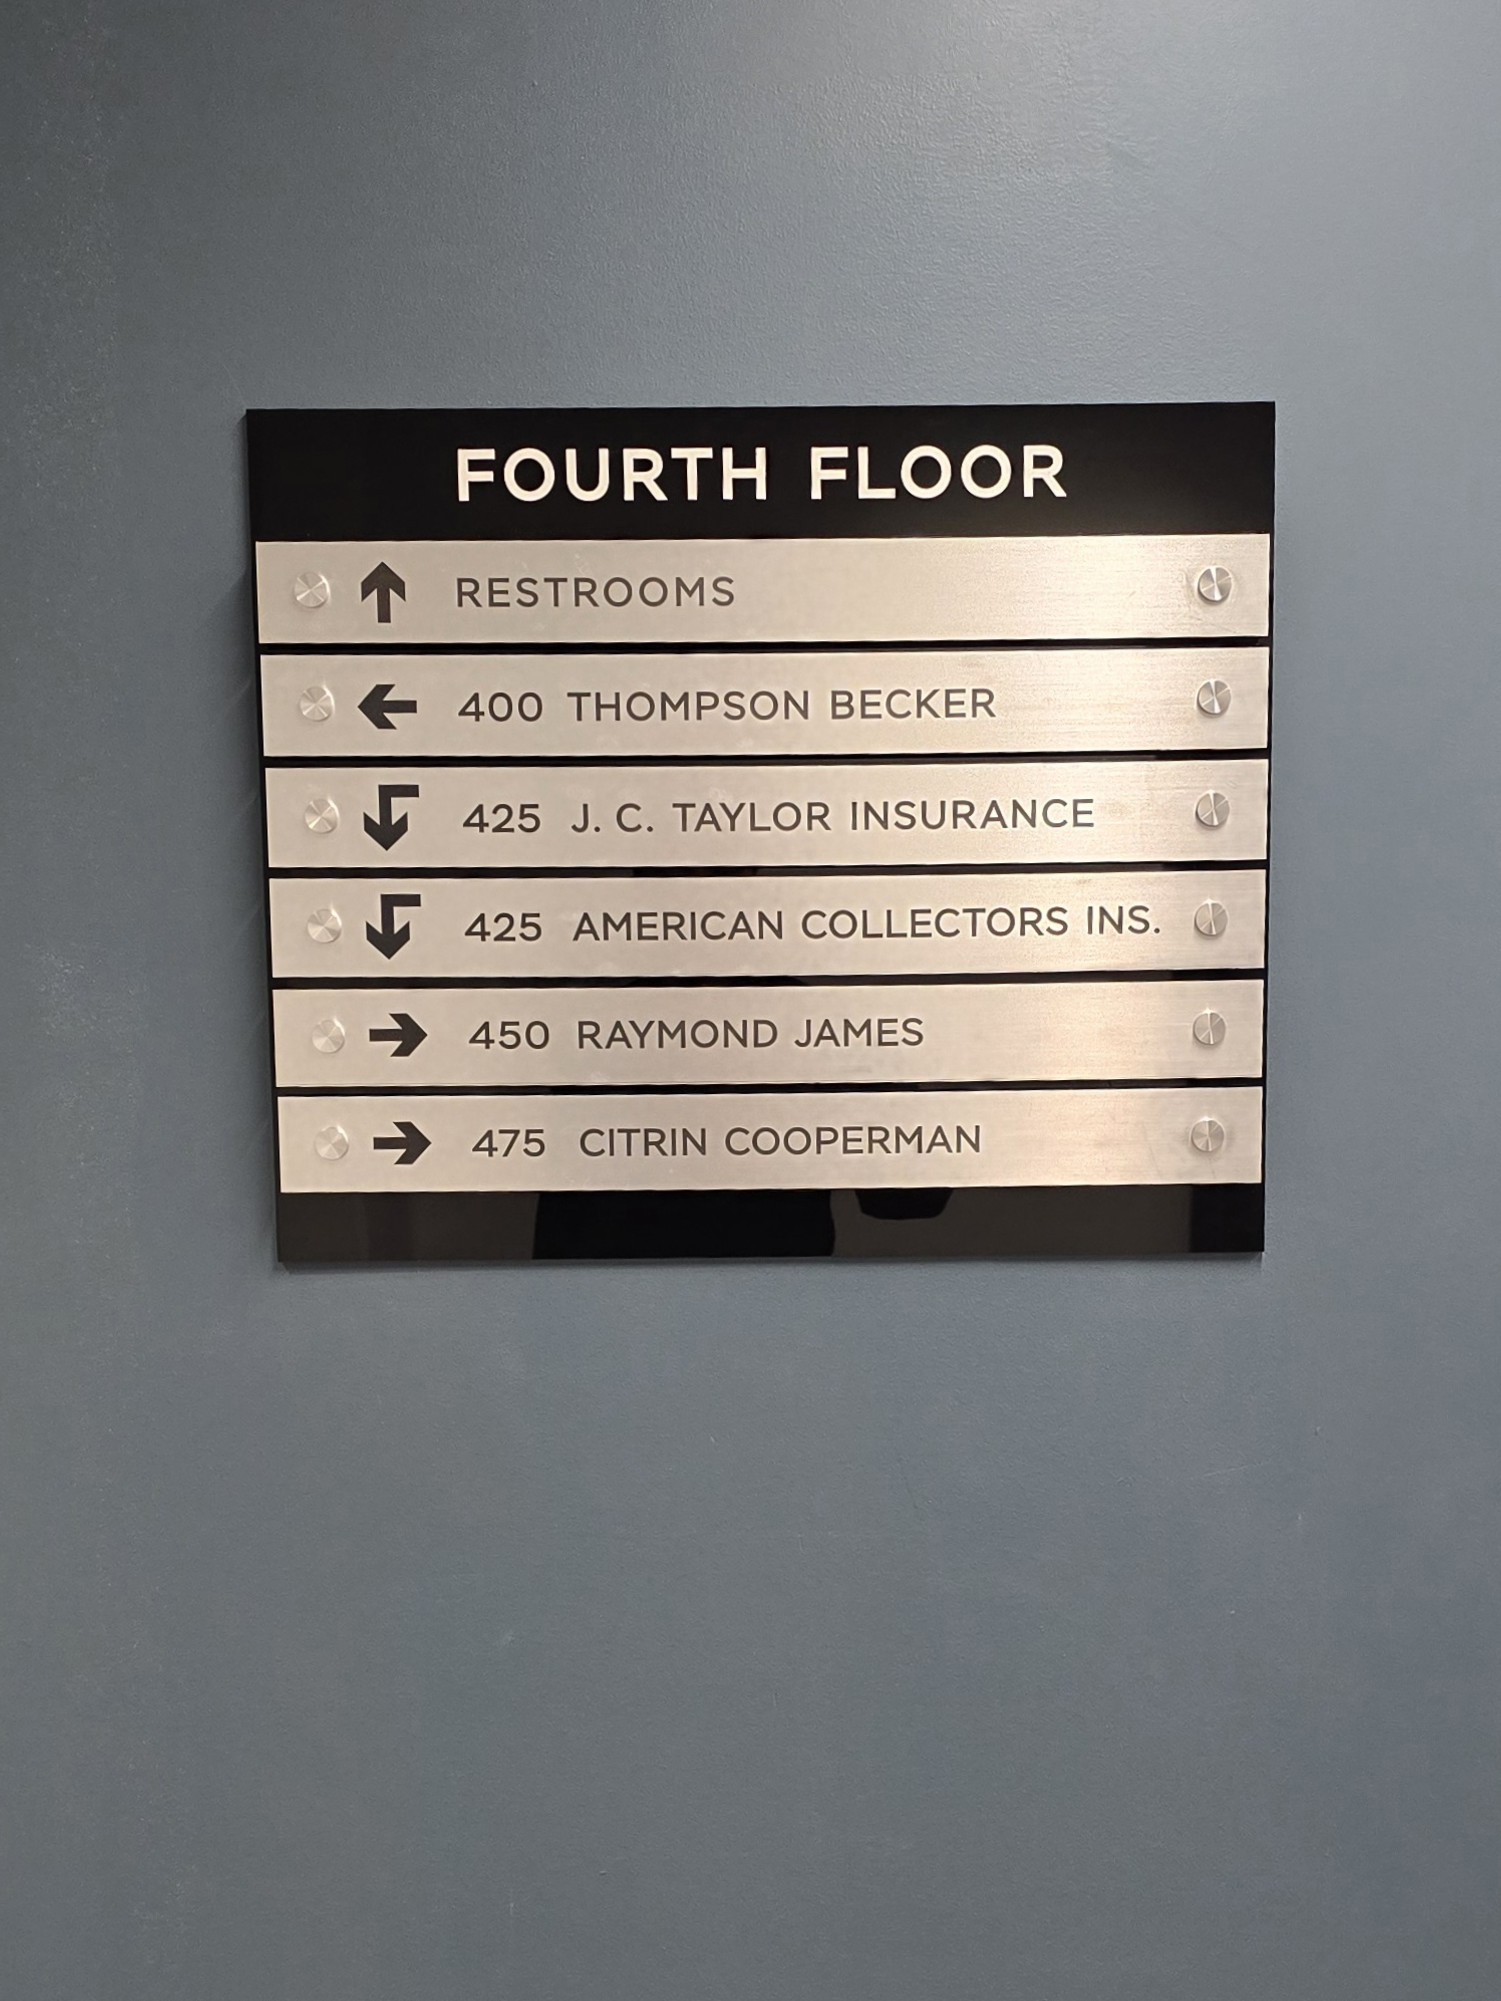 FOURTH FLOOR
RESTROOMS
400 THOMPSON BECKER
425 J. C. TAYLOR INSURANCE
425 AMERICAN COLLECTORS INS.
450 RAYMOND JAMES
475 CITRIN COOPERMAN